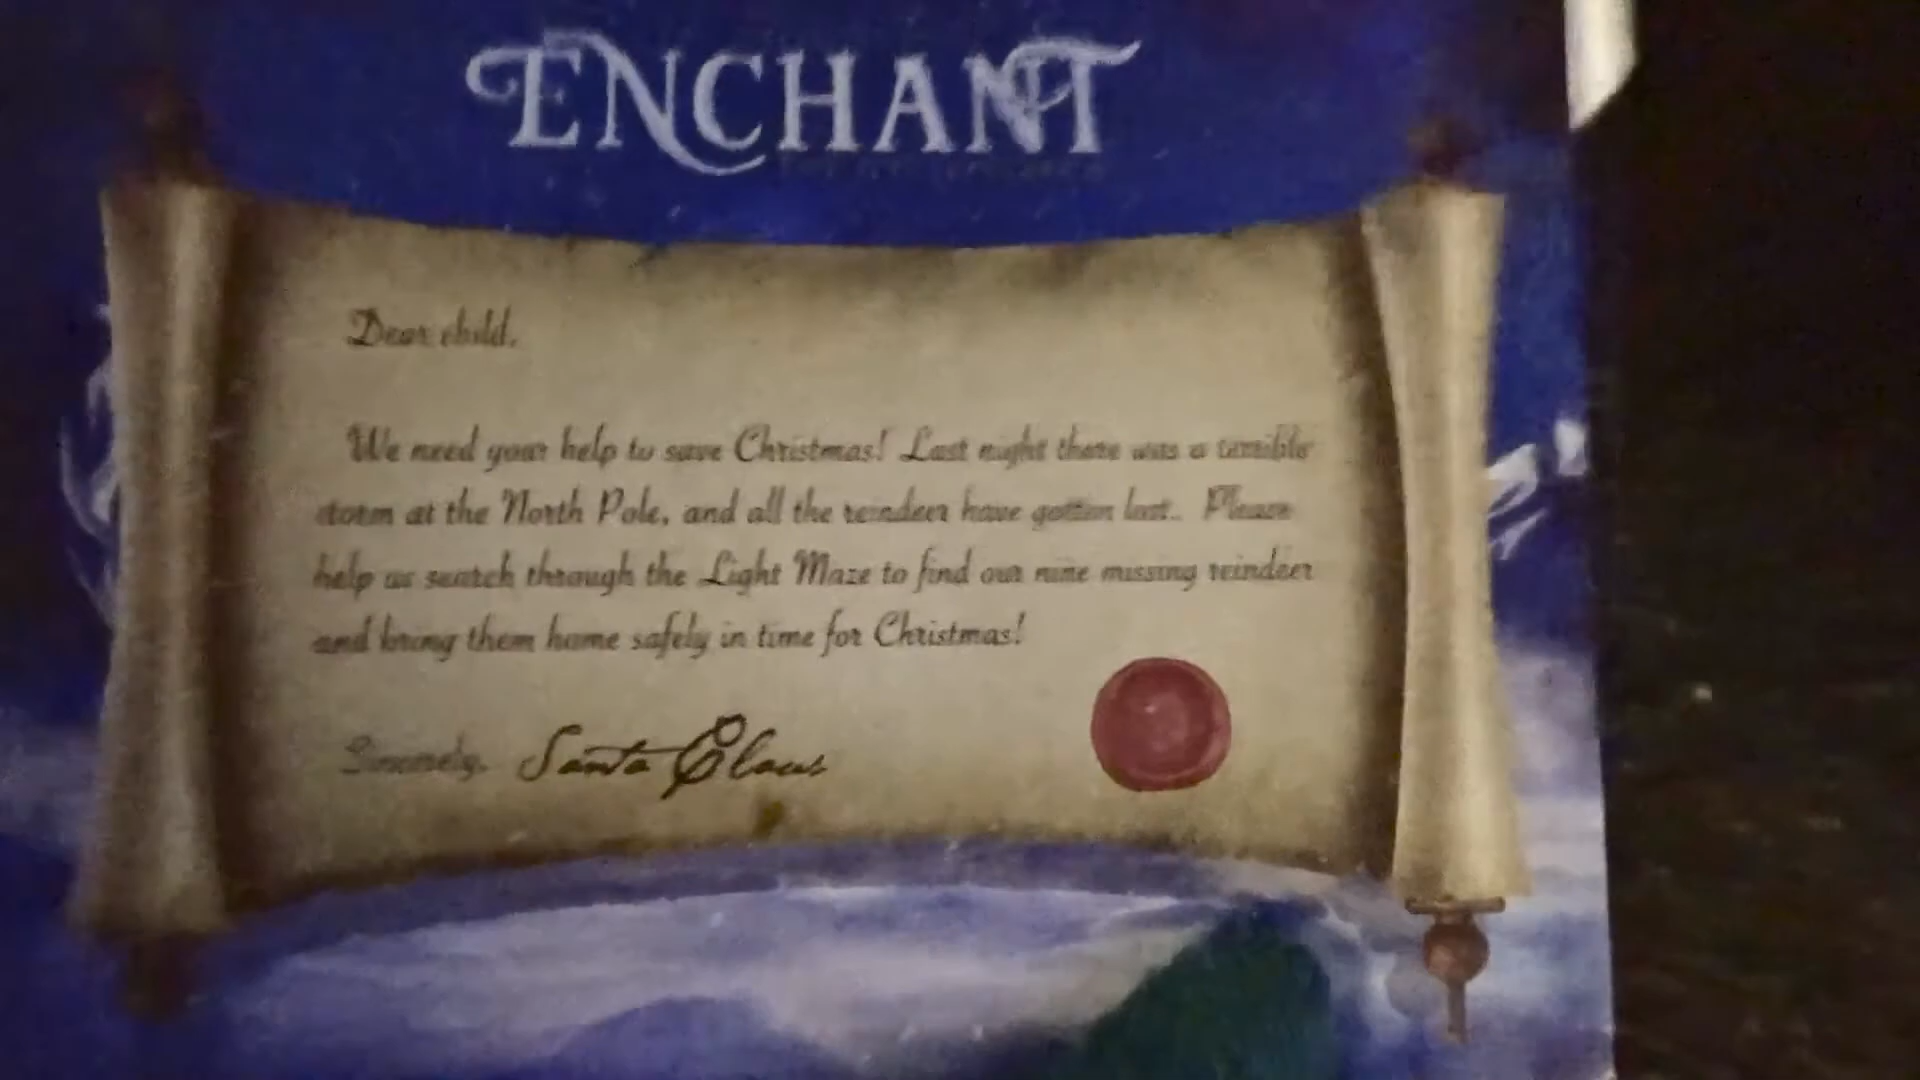 ENCHANT
Dear child,
We need your help to save Christmas! Last night there was a terrible
storm at the North Pole, and all the reindeer have gotten lost. Please
help us search through the Light Maze to find our nine missing reindeer
and bring them home safely in time for Christmas!
Sincerely, Santa Claus